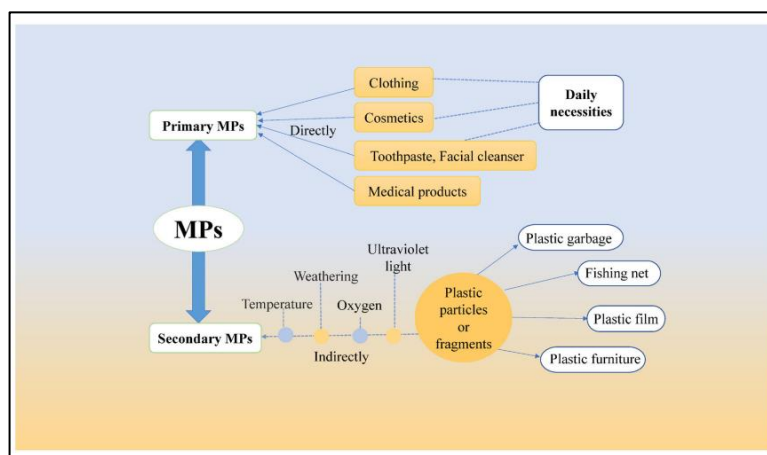 Clothing
Daily
necessities
Cosmetics
Primary MPs
Directly
Toothpaste, Facial cleanser
Medical products
MPs
Plastic garbage
Ultraviolet
light
Fishing net
Weathering
Plastic
particles
or
fragments
Temperature
Oxygen
Plastic film
Secondary MPs
Indirectly
Plastic furniture